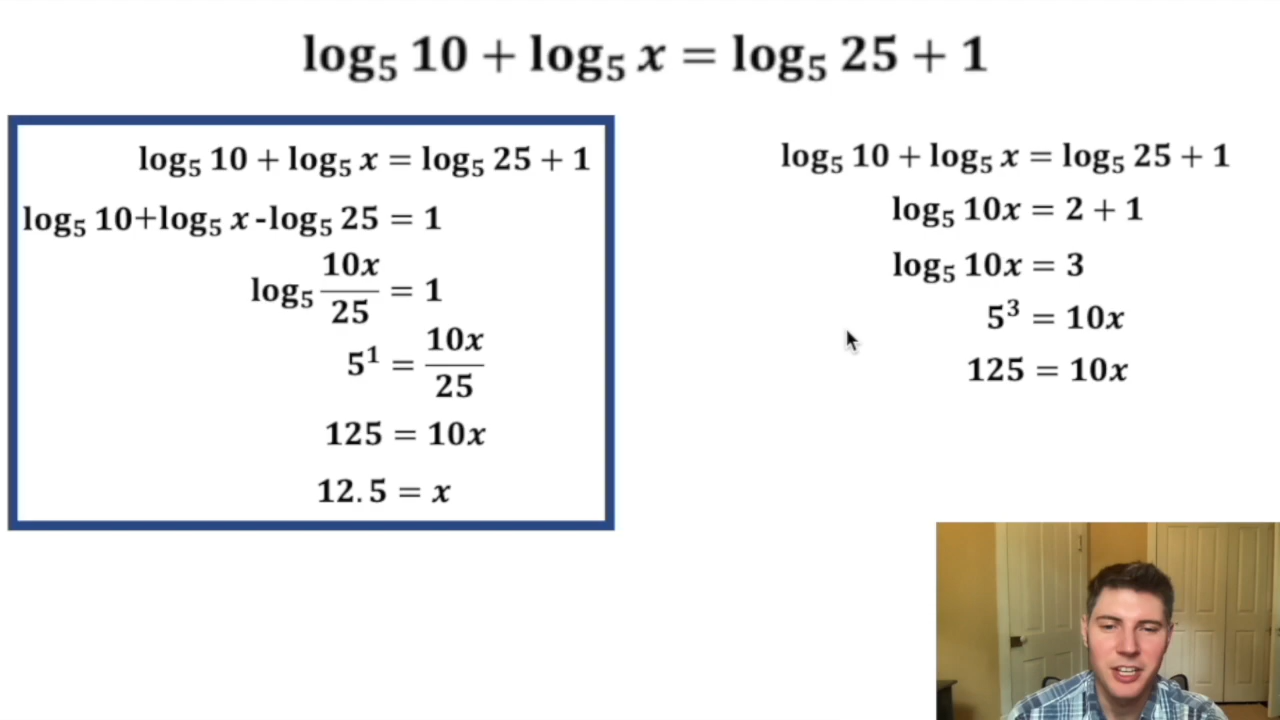 log₅ 10 + log₅ x = log₅ 25 + 1
log₅ 10 + log₅ x = log₅ 25 + 1
log₅ 10+log₅ x -log₅ 25 = 1
log₅ 10x/25 = 1
5¹ = 10x/25
125 = 10x
12.5 = x
log₅ 10 + log₅ x = log₅ 25 + 1
log₅ 10x = 2 + 1
log₅ 10x = 3
5³ = 10x
125 = 10x